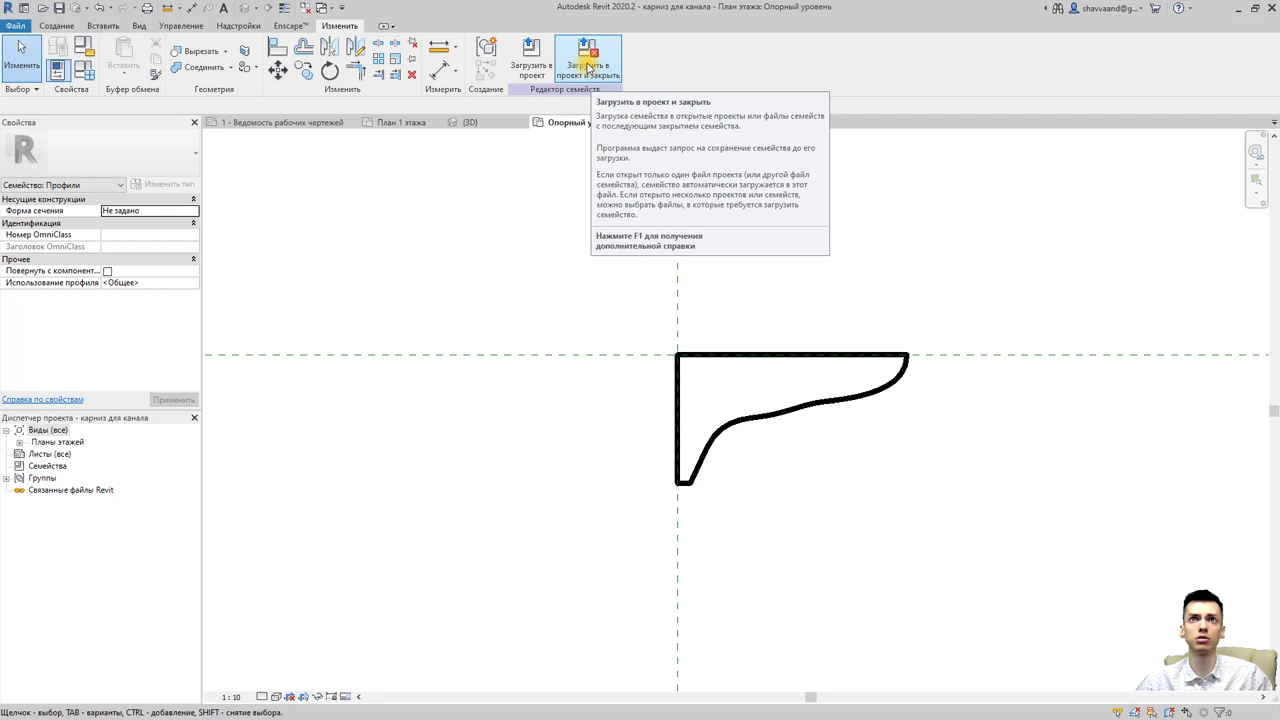 Autodesk Revit 2020.2 - карниз для канала - План этажа: Опорный уровень
shavvaand@g...
Файл Создание Вставить Вид Управление Надстройки Enscape™ Изменить
Изменить
Вставить
Вырезать
Соединить
Загрузить в проект
Загрузить в проект и закрыть
Выбор Свойства Буфер обмена Геометрия Изменить Измерить Создание Редактор семейств
Свойства
1 - Ведомость рабочих чертежей План 1 этажа {3D} Опорный у
Семейство: Профили Изменить тип
Несущие конструкции
Форма сечения Не задано
Идентификация
Номер OmniClass
Заголовок OmniClass
Прочее
Повернуть с компонент...
Использование профиля <Общее>
Справка по свойствам Применить
Диспетчер проекта - карниз для канала
Виды (все)
Планы этажей
Листы (все)
Семейства
Группы
Связанные файлы Revit
Загрузить в проект и закрыть
Загрузка семейства в открытые проекты или файлы семейств
с последующим закрытием семейства.
Программа выдаст запрос на сохранение семейства до его
загрузки.
Если открыт только один файл проекта (или другой файл
семейства), семейство автоматически загружается в этот
файл. Если открыто несколько проектов или семейств,
можно выбрать файлы, в которые требуется загрузить
семейство.
Нажмите F1 для получения
дополнительной справки
1 : 10
Щелчок - выбор, TAB - варианты, CTRL - добавление, SHIFT - снятие выбора.
:0